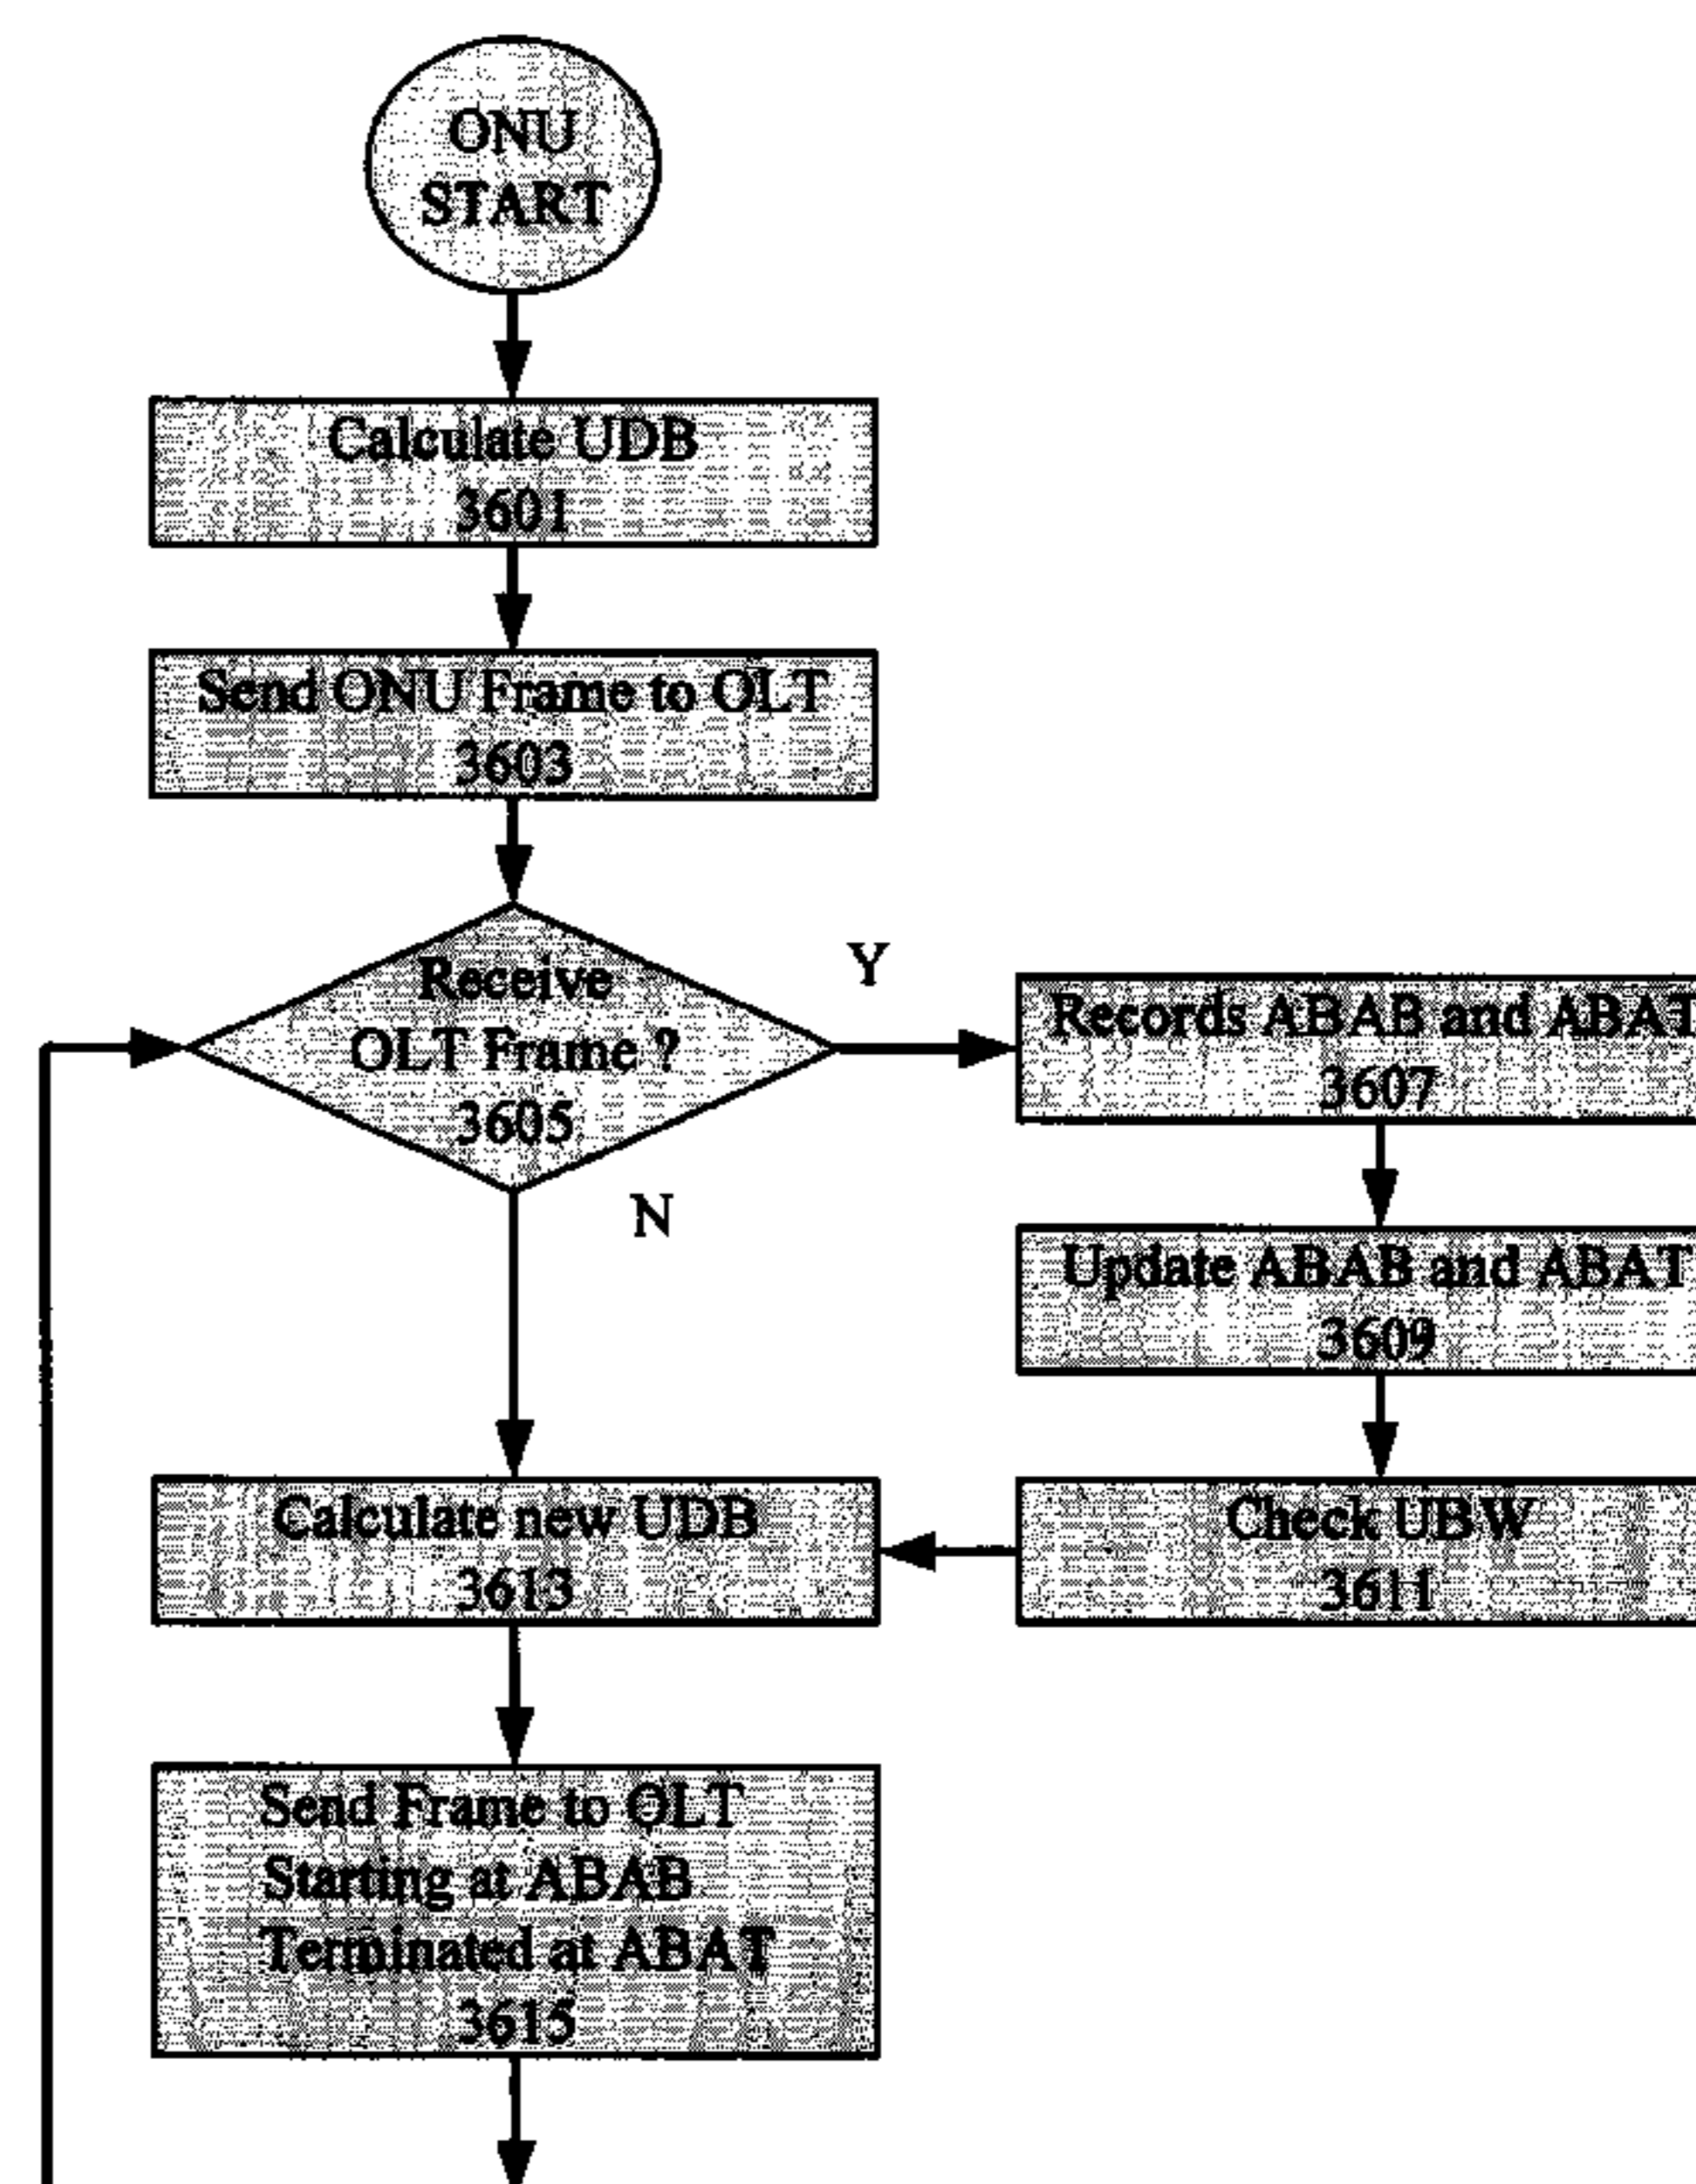 ONU
START
Calculate UDB
3601
Send ONU Frame to OLT
3603
Receive
OLT Frame ?
3605
Y
N
Records ABAB and ABAT
3607
Update ABAB and ABAT
3609
Check UBW
3611
Calculate new UDB
3613
Send Frame to OLT
Starting at ABAB
Terminated at ABAT
3615